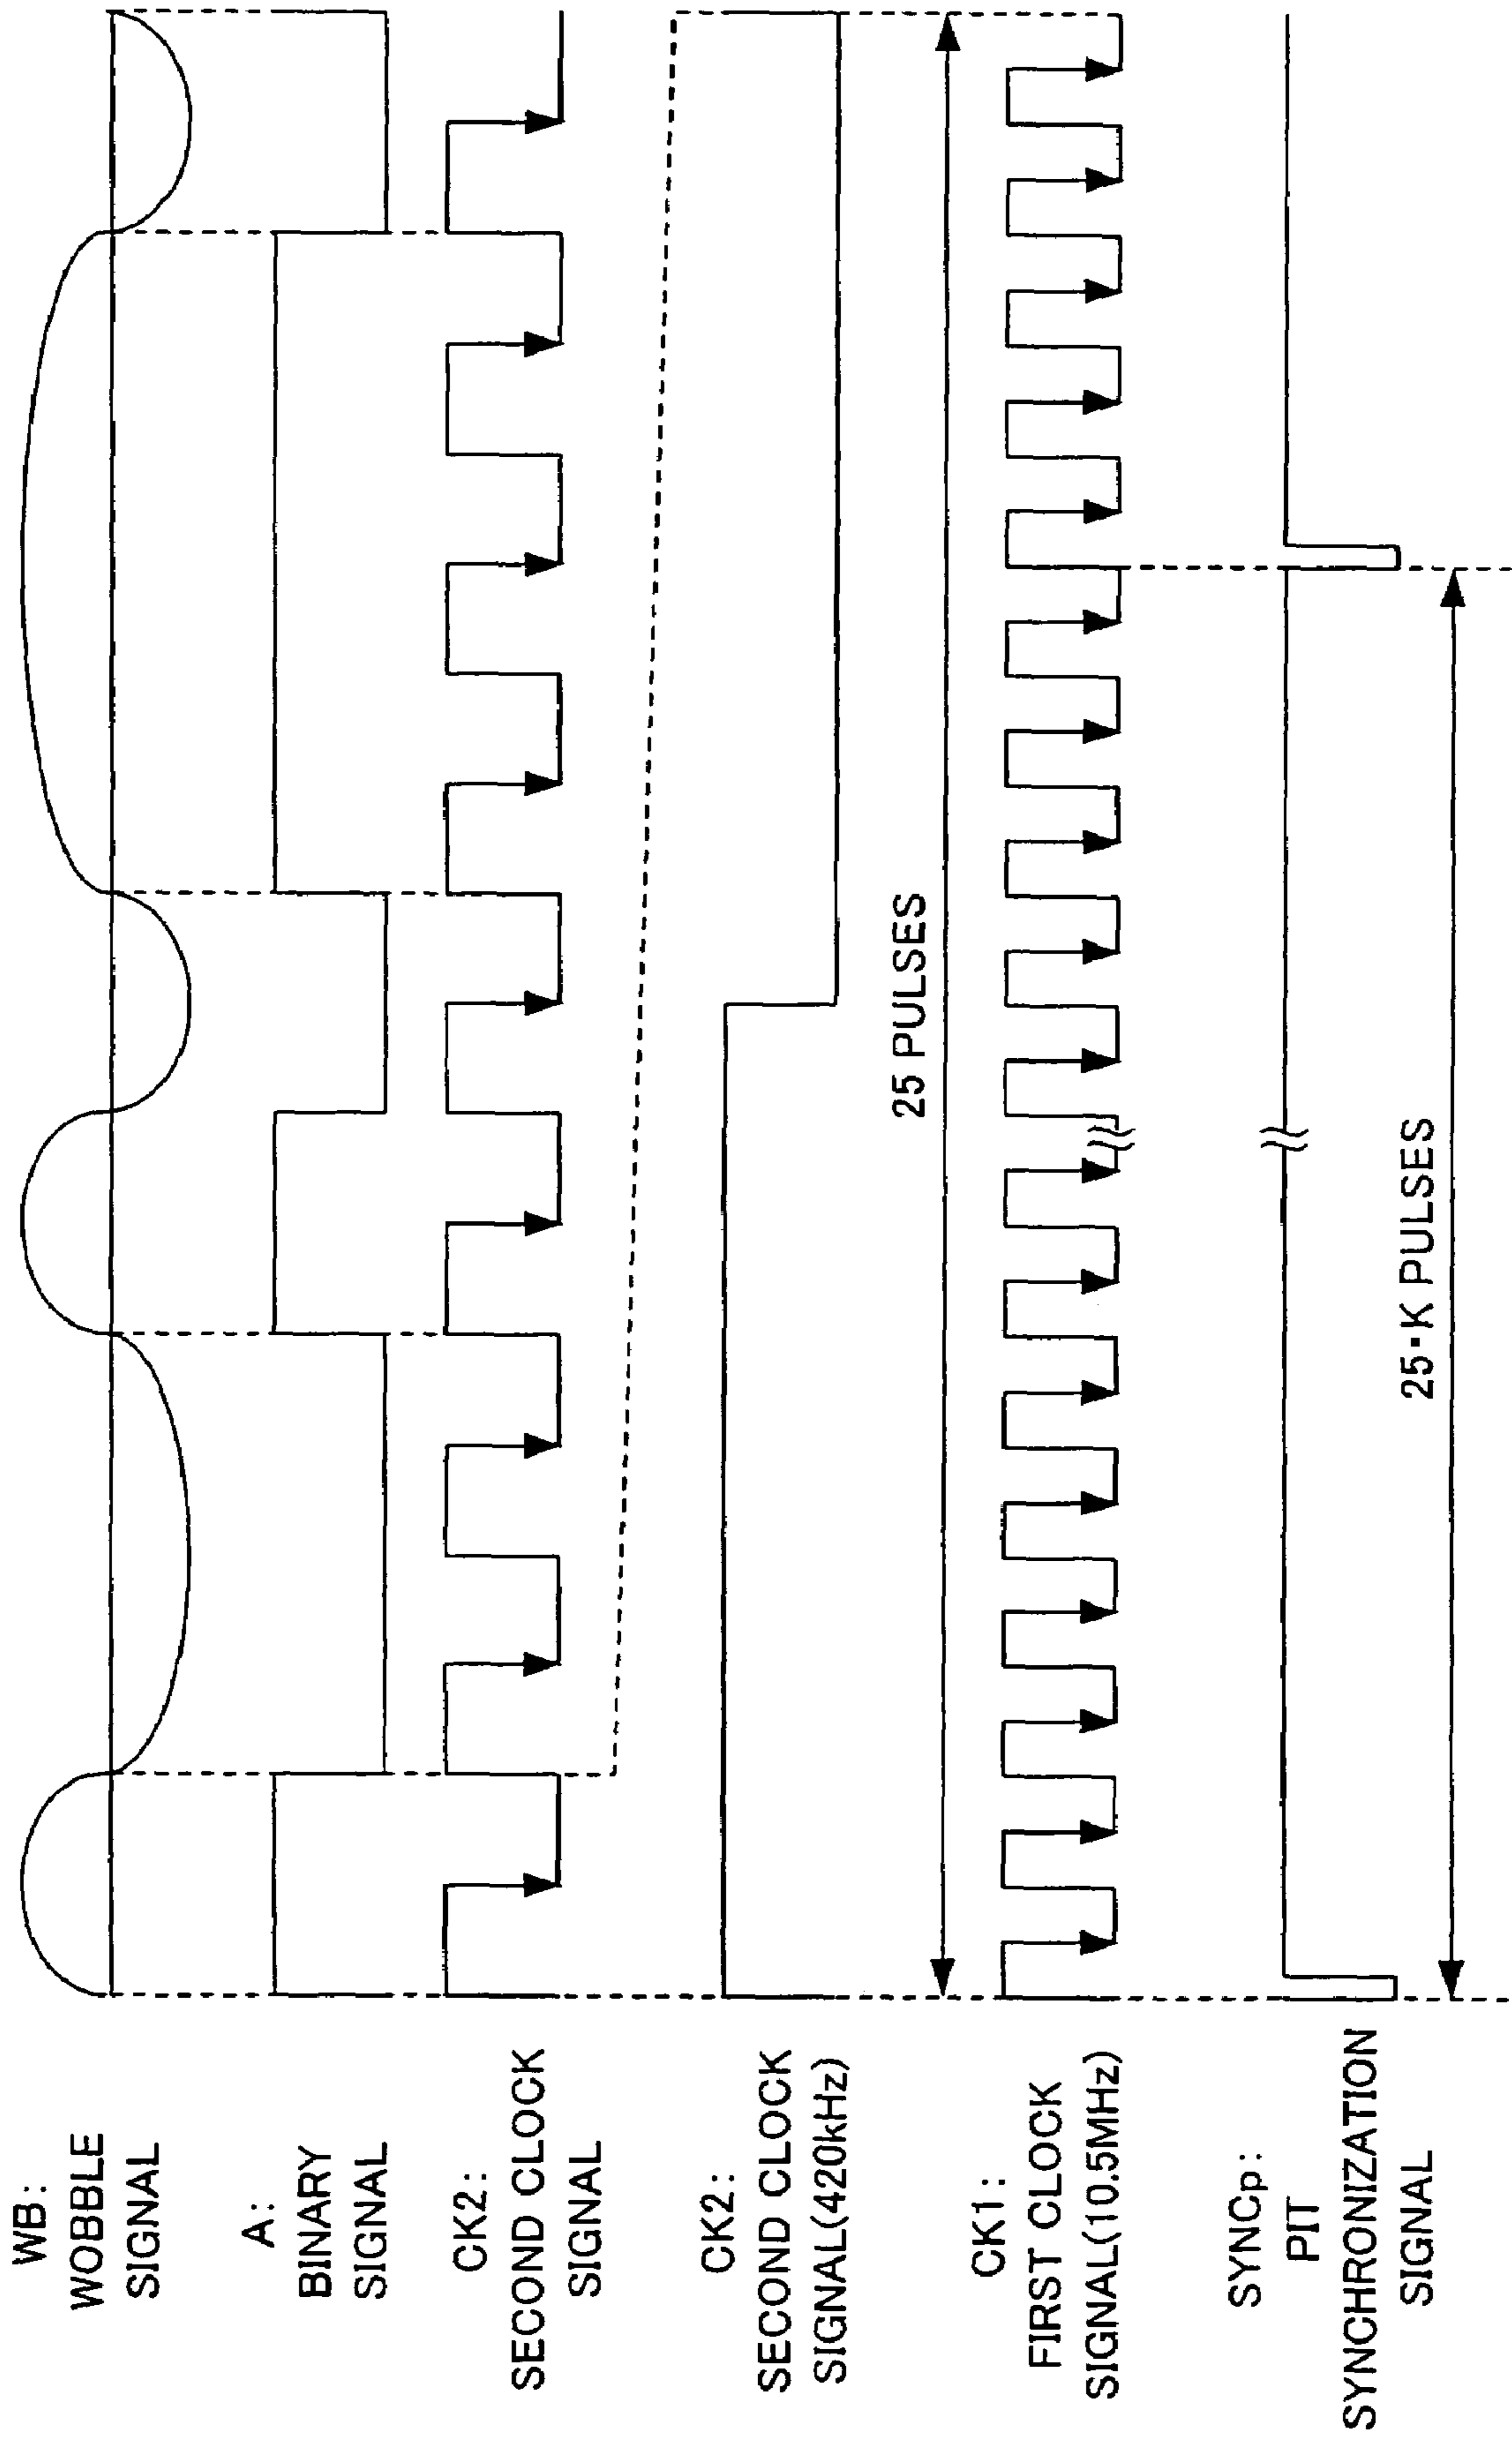 WB:
WOBBLE
SIGNAL
A:
BINARY
SIGNAL
CK2:
SECOND CLOCK
SIGNAL
CK2:
SECOND CLOCK
SIGNAL(420kHz)
25 PULSES
CK1:
FIRST CLOCK
SIGNAL(10.5MHz)
SYNCp:
PIT
SYNCHRONIZATION
SIGNAL
25·K PULSES